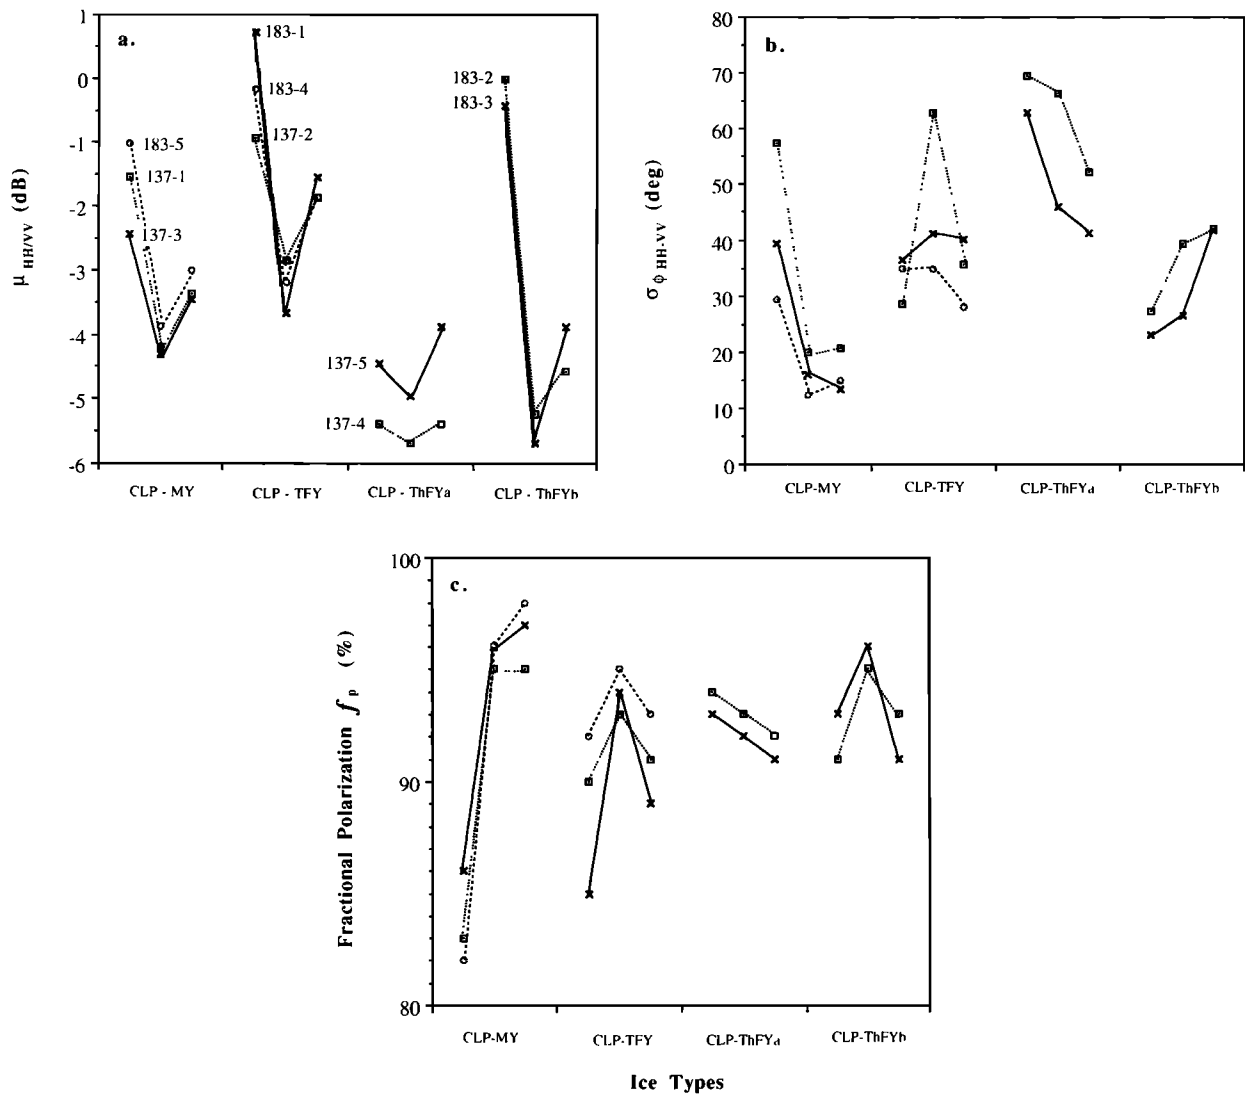 a.
μ HH/VV (dB)
1
0
-1
-2
-3
-4
-5
-6
183-1
183-4
137-2
183-5
137-1
137-3
183-2
183-3
137-5
137-4
CLP - MY
CLP - TFY
CLP - ThFYa
CLP - ThFYb
b.
σ ϕ HH-VV (deg)
80
70
60
50
40
30
20
10
0
CLP-MY
CLP-TFY
CLP-ThFYa
CLP-ThFYb
c.
Fractional Polarization f p (%)
100
90
80
CLP-MY
CLP-TFY
CLP-ThFYa
CLP-ThFYb
Ice Types